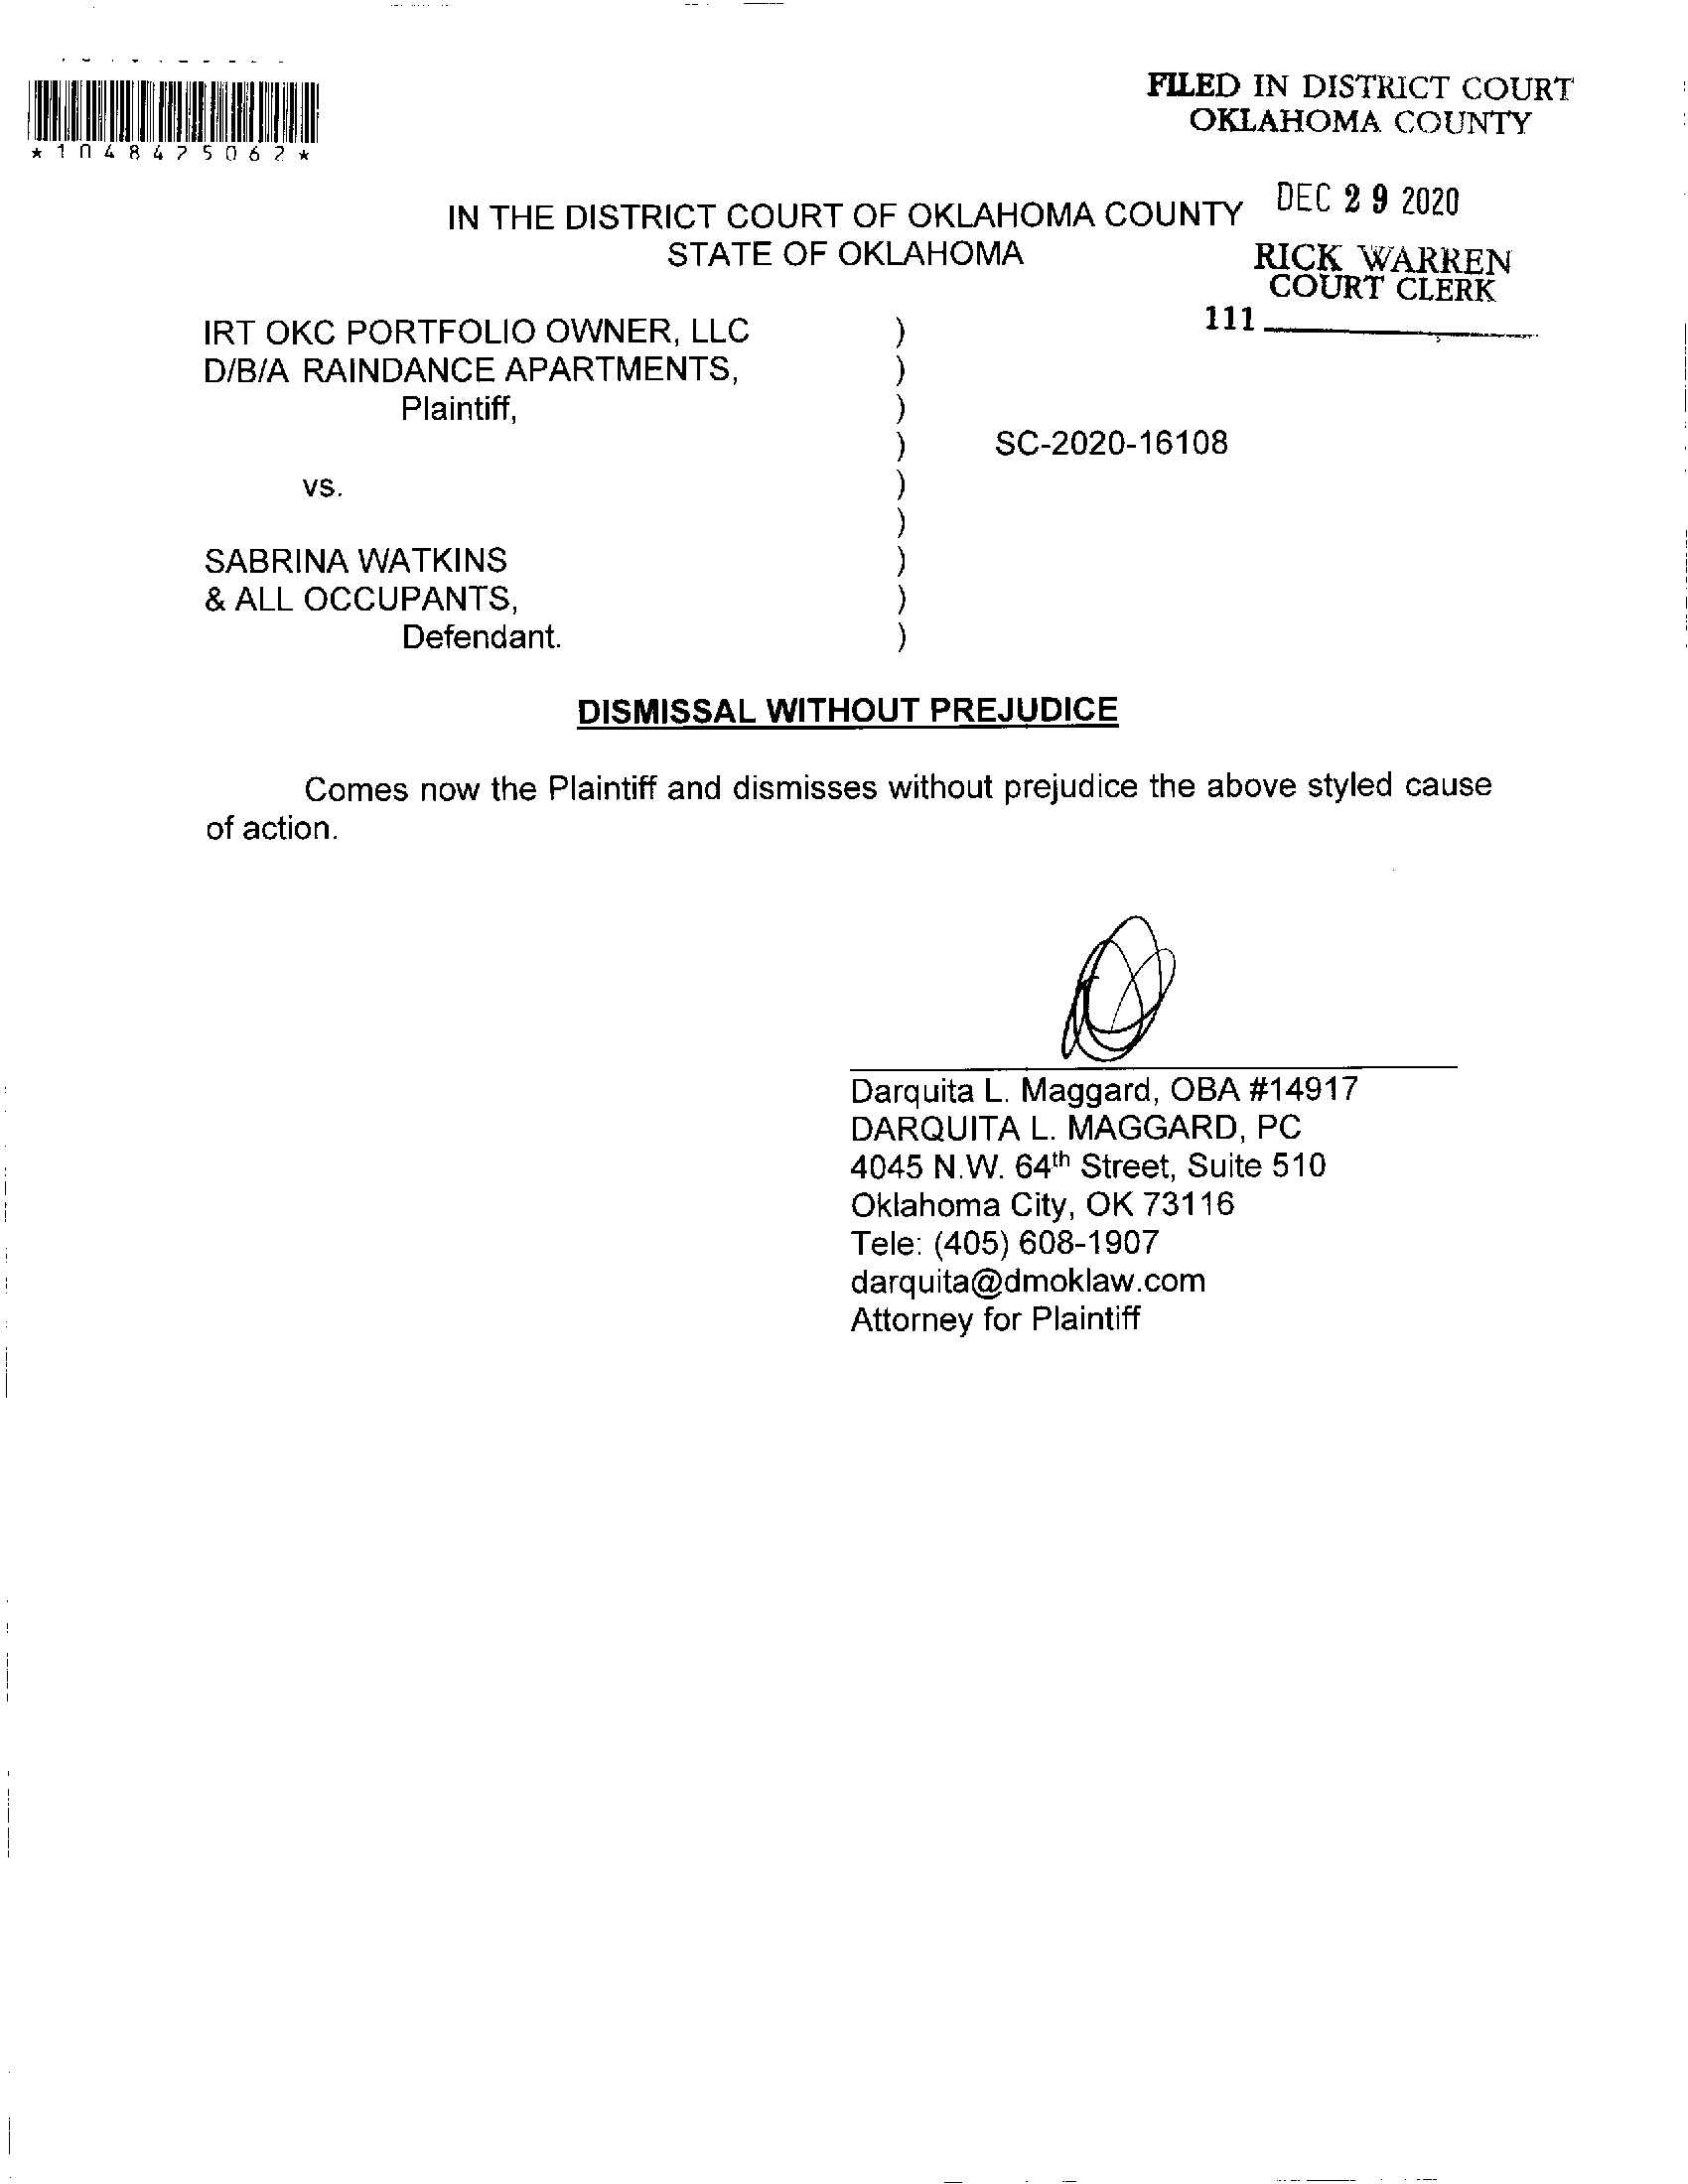 *1048475062*
FILED IN DISTRICT COURT
OKLAHOMA COUNTY
DEC 29 2020
RICK WARREN
COURT CLERK
111
IN THE DISTRICT COURT OF OKLAHOMA COUNTY
STATE OF OKLAHOMA
IRT OKC PORTFOLIO OWNER, LLC )
D/B/A RAINDANCE APARTMENTS, )
Plaintiff, )
) SC-2020-16108
vs. )
)
SABRINA WATKINS )
& ALL OCCUPANTS, )
Defendant. )
DISMISSAL WITHOUT PREJUDICE
Comes now the Plaintiff and dismisses without prejudice the above styled cause
of action.
Darquita L. Maggard, OBA #14917
DARQUITA L. MAGGARD, PC
4045 N.W. 64th Street, Suite 510
Oklahoma City, OK 73116
Tele: (405) 608-1907
darquita@dmoklaw.com
Attorney for Plaintiff